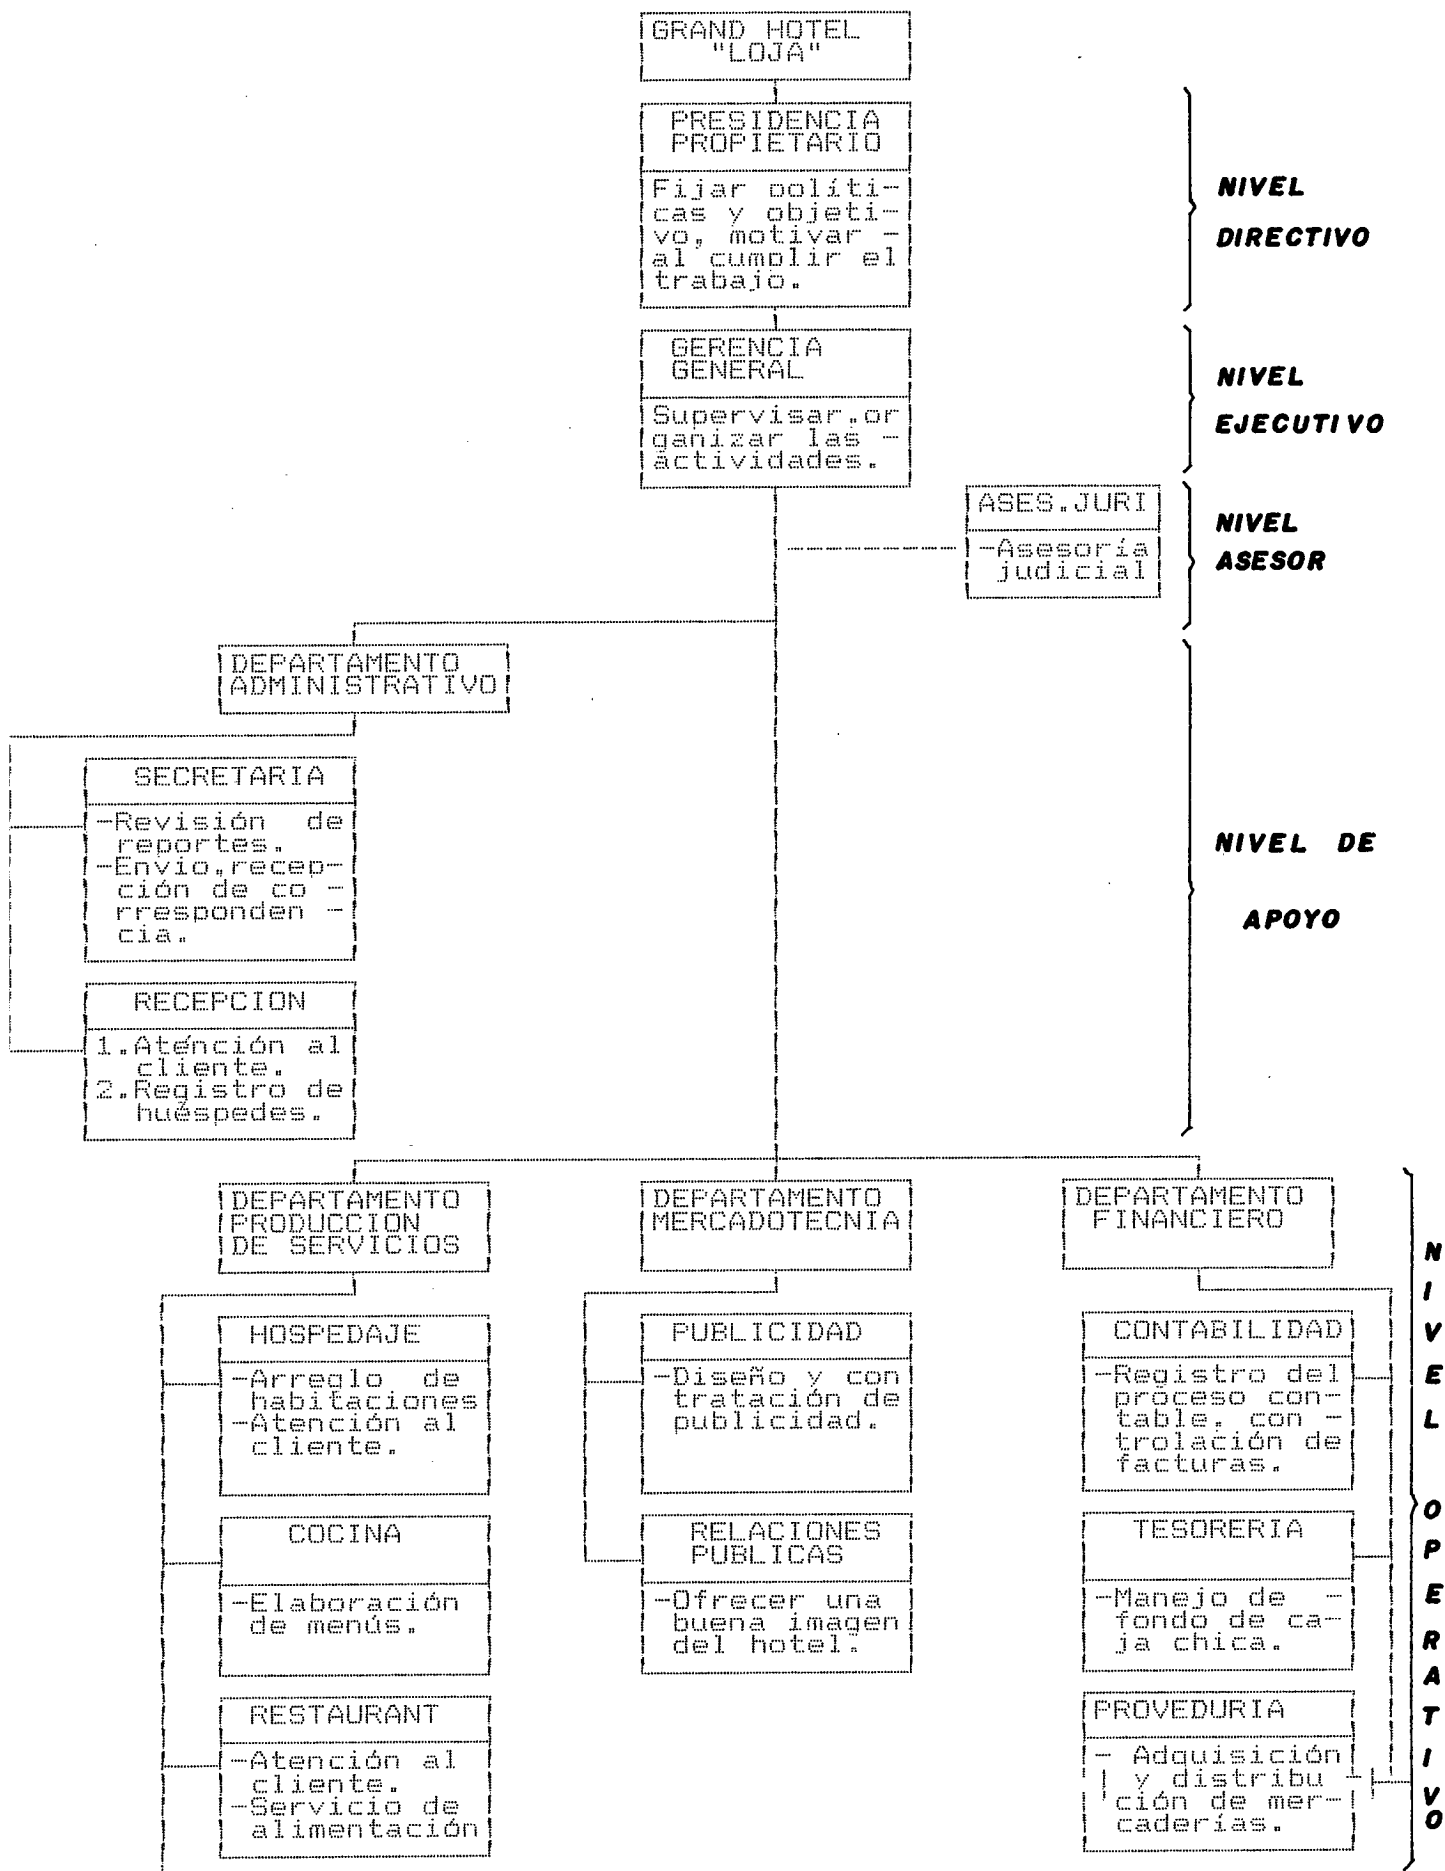 GRAND HOTEL
"LOJA"
PRESIDENCIA
PROPIETARIO
Fijar políti-
cas y objeti-
vo, motivar -
al cumplir el
trabajo.
NIVEL
DIRECTIVO
GERENCIA
GENERAL
Supervisar.or
ganizar las -
actividades.
NIVEL
EJECUTIVO
ASES.JURI
-Asesoría
judicial
NIVEL
ASESOR
DEPARTAMENTO
ADMINISTRATIVO
SECRETARIA
-Revisión de
reportes.
-Envio,recep-
ción de co -
rresponden -
cia.
RECEPCION
1.Atención al
cliente.
2.Registro de
huéspedes.
NIVEL DE
APOYO
DEPARTAMENTO
PRODUCCION
DE SERVICIOS
HOSPEDAJE
-Arreglo de
habitaciones
-Atención al
cliente.
COCINA
-Elaboración
de menús.
RESTAURANT
-Atención al
cliente.
-Servicio de
alimentación
DEPARTAMENTO
MERCADOTECNIA
PUBLICIDAD
-Diseño y con
tratación de
publicidad.
RELACIONES
PUBLICAS
-Ofrecer una
buena imagen
del hotel.
DEPARTAMENTO
FINANCIERO
CONTABILIDAD
-Registro del
proceso con-
table. con -
trolación de
facturas.
TESORERIA
-Manejo de -
fondo de ca-
ja chica.
PROVEDURIA
- Adquisición
y distribu
ción de mer-
caderías.
NIVEL OPERATIVO